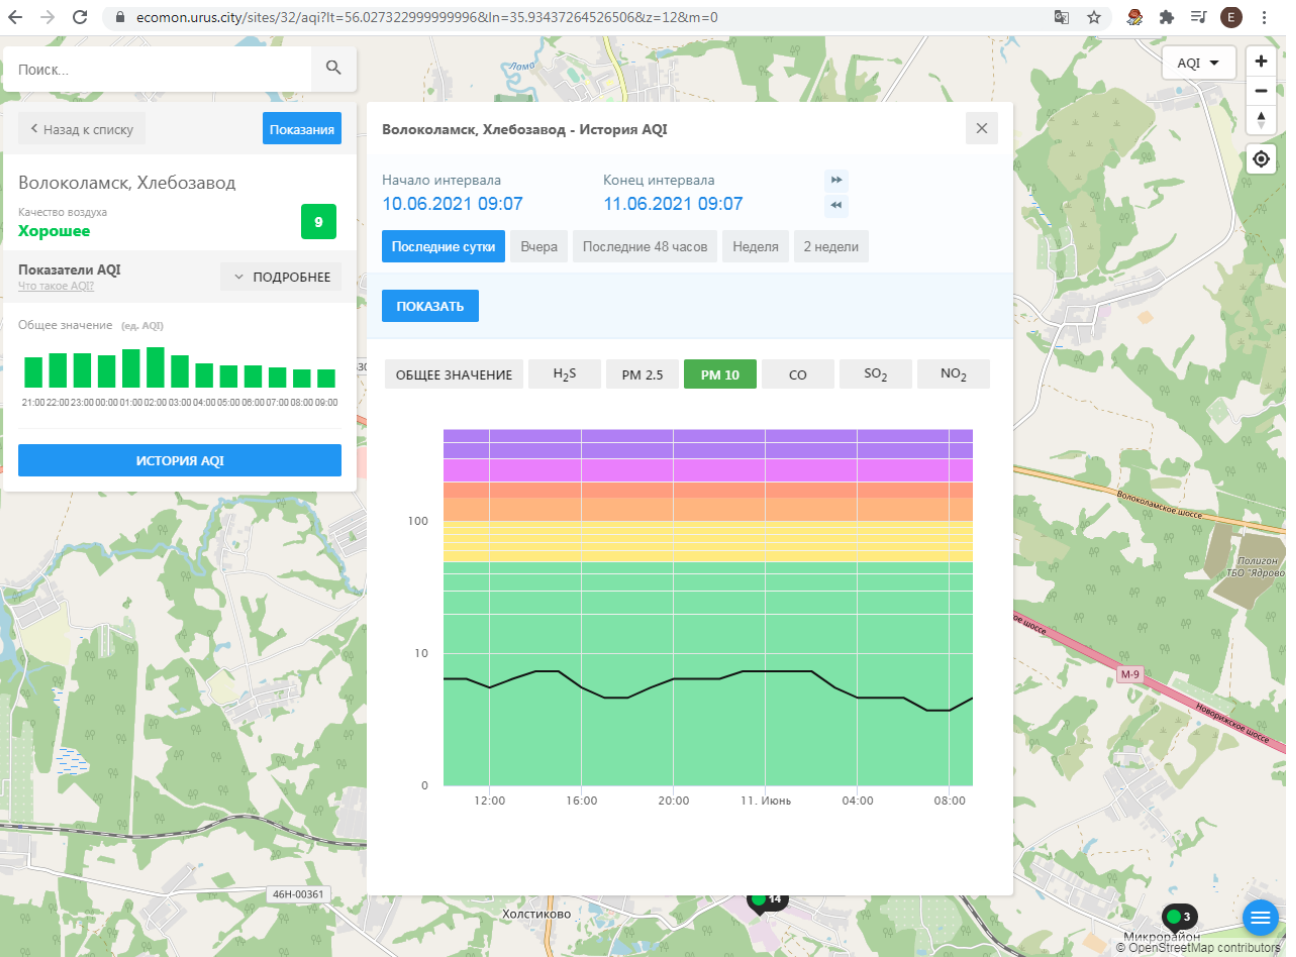 ecomon.urus.city/sites/32/aqi?lt=56.027322999999996&ln=35.93437264526506&z=12&m=0
E
Поиск...
Лама
AQI
Назад к списку
Показания
Волоколамск, Хлебозавод - История AQI
Волоколамск, Хлебозавод
Качество воздуха
Хорошее
9
Начало интервала
Конец интервала
10.06.2021 09:07
11.06.2021 09:07
Последние сутки
Вчера
Последние 48 часов
Неделя
2 недели
Показатели AQI
Что такое AQI?
ПОДРОБНЕЕ
ПОКАЗАТЬ
Общее значение (ед. AQI)
21:00 22:00 23:00 00:00 01:00 02:00 03:00 04:00 05:00 06:00 07:00 08:00 09:00
ИСТОРИЯ AQI
ОБЩЕЕ ЗНАЧЕНИЕ
H2S
PM 2.5
PM 10
CO
SO2
NO2
100
10
0
12:00
16:00
20:00
11. Июнь
04:00
08:00
Волоколамское шоссе
Полигон
ТБО "Ядрово
ое шоссе
М-9
Новорижское шоссе
46Н-00361
14
Холстиково
3
Микрорайон
© OpenStreetMap contributors